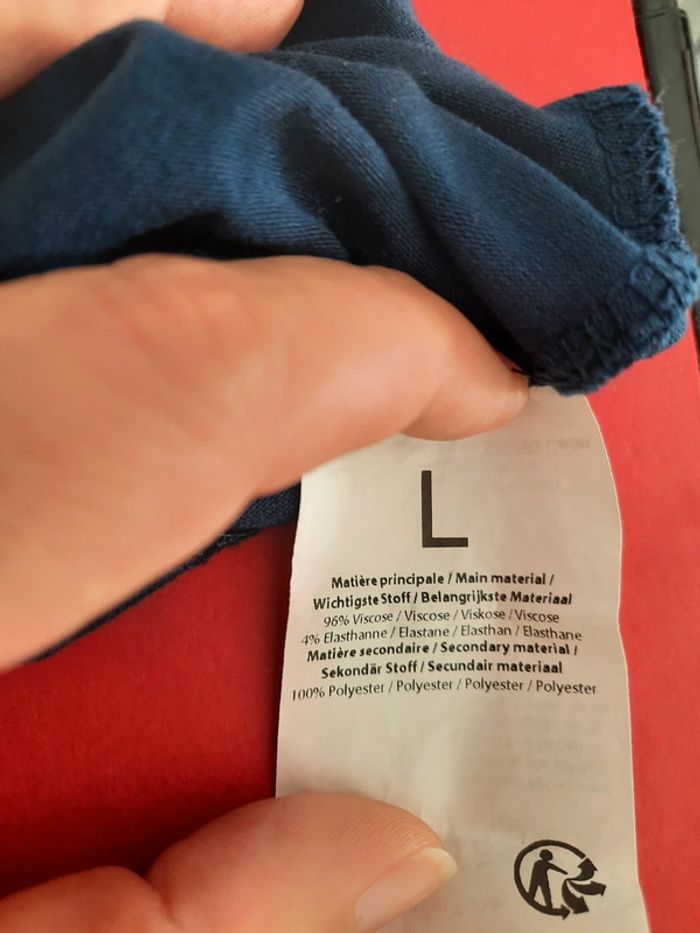 L
Matière principale / Main material /
Wichtigste Stoff / Belangrijkste Materiaal
96% Viscose / Viscose / Viskose / Viscose
4% Elasthanne / Elastane / Elasthan / Elasthane
Matière secondaire / Secondary material /
Sekondär Stoff / Secundair materiaal
100% Polyester / Polyester / Polyester / Polyester